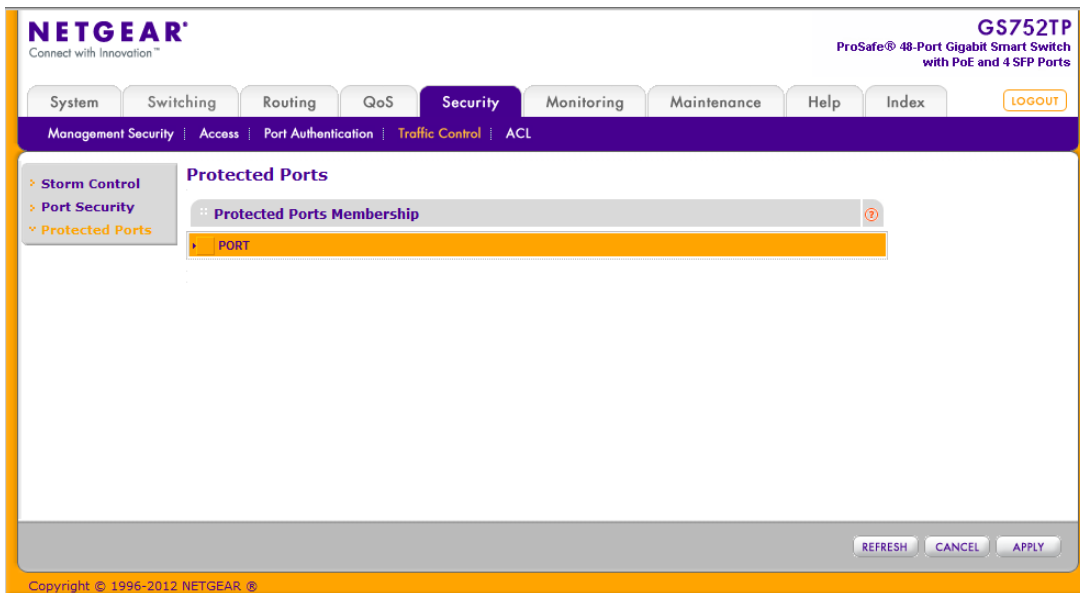 NETGEAR®
Connect with Innovation™
GS752TP
ProSafe® 48-Port Gigabit Smart Switch
with PoE and 4 SFP Ports
System Switching Routing QoS Security Monitoring Maintenance Help Index LOGOUT
Management Security Access Port Authentication Traffic Control ACL
Storm Control
Port Security
Protected Ports
Protected Ports
Protected Ports Membership ?
PORT
REFRESH CANCEL APPLY
Copyright © 1996-2012 NETGEAR ®